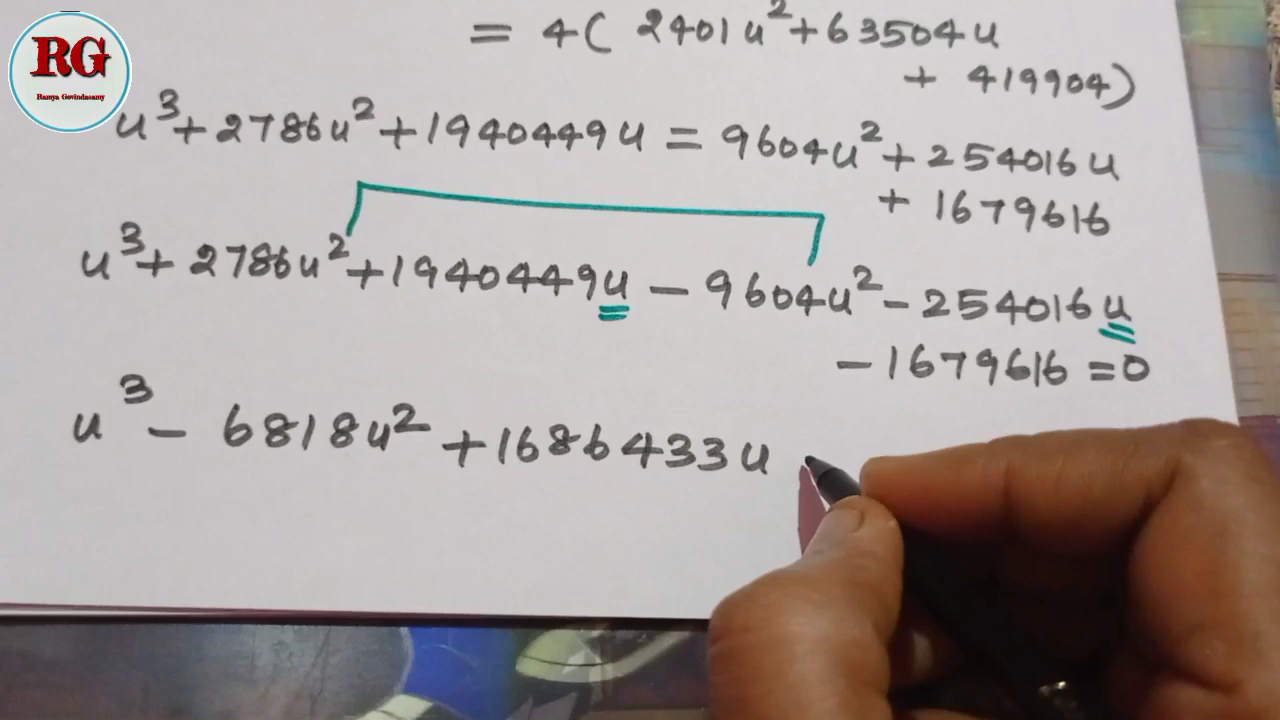 RG
Ramya Govindasamy
= 4( 2401u²+63504u
+ 419904)
u³+2786u²+1940449u = 9604u²+254016u
+ 1679616
u³+2786u²+1940449u − 9604u²−254016u
−1679616=0
u³− 6818u²+1686433u